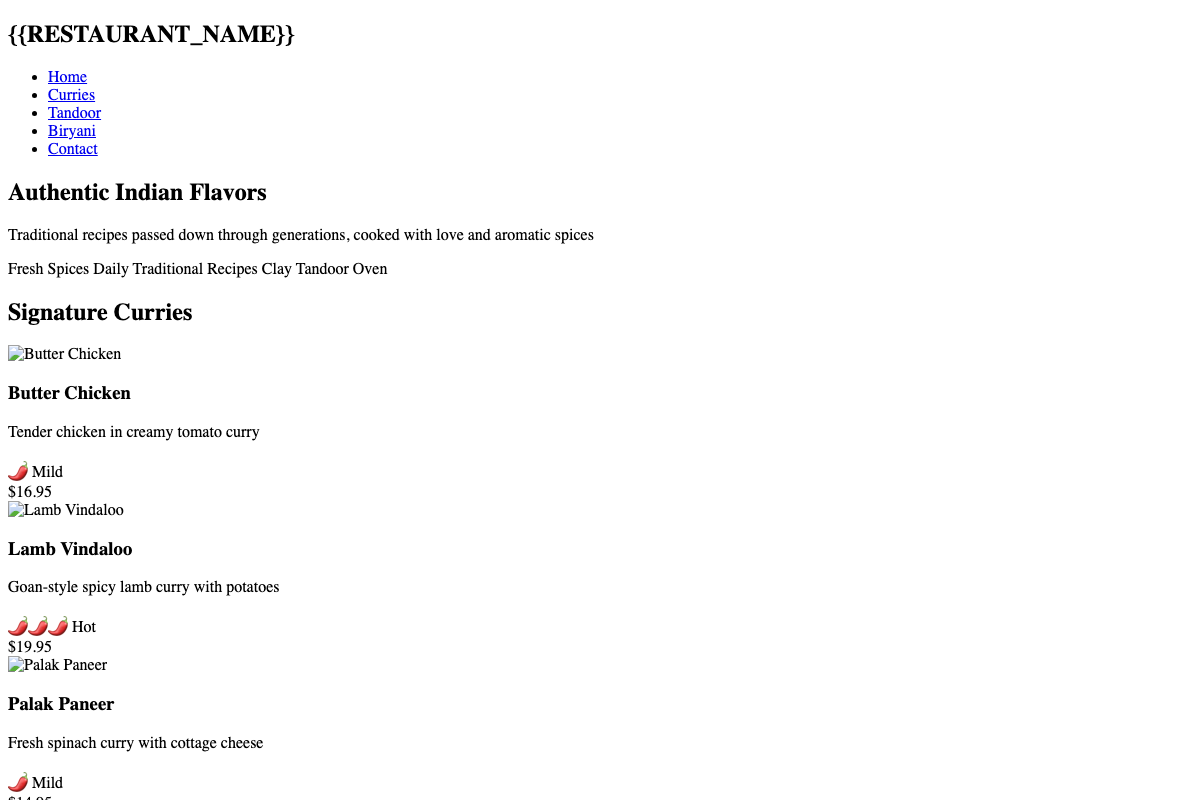 {{RESTAURANT_NAME}}
Home
Curries
Tandoor
Biryani
Contact
Authentic Indian Flavors
Traditional recipes passed down through generations, cooked with love and aromatic spices
Fresh Spices Daily Traditional Recipes Clay Tandoor Oven
Signature Curries
Butter Chicken
Butter Chicken
Tender chicken in creamy tomato curry
🌶️ Mild
$16.95
Lamb Vindaloo
Lamb Vindaloo
Goan-style spicy lamb curry with potatoes
🌶️🌶️🌶️ Hot
$19.95
Palak Paneer
Palak Paneer
Fresh spinach curry with cottage cheese
🌶️ Mild